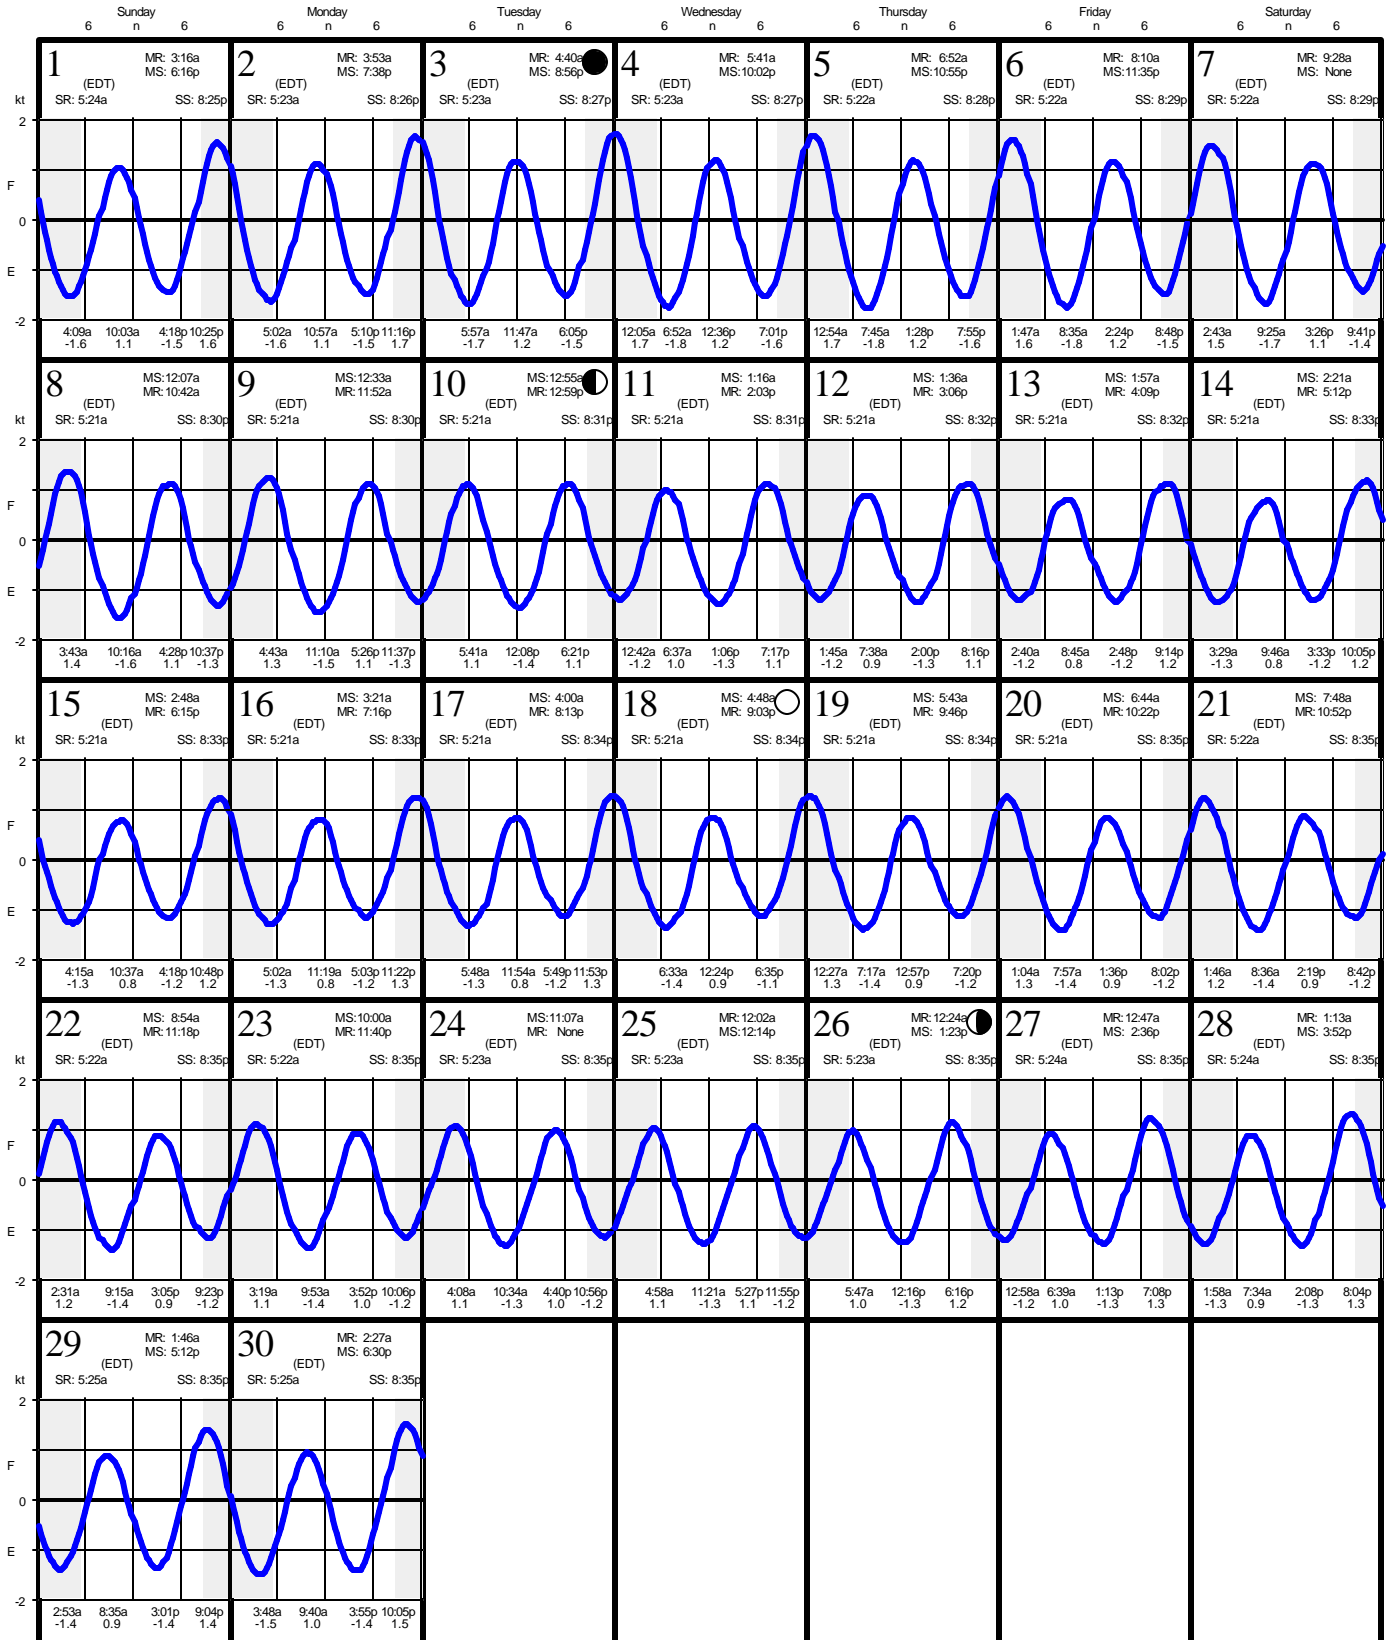 Sunday Monday Tuesday Wednesday Thursday Friday Saturday
6 n 6 6 n 6 6 n 6 6 n 6 6 n 6 6 n 6 6 n 6
1 MR: 3:16a 2 MR: 3:53a 3 MR: 4:40a 4 MR: 5:41a 5 MR: 6:52a 6 MR: 8:10a 7 MR: 9:28a
MS: 6:16p MS: 7:38p MS: 8:56p MS:10:02p MS:10:55p MS:11:35p MS: None
(EDT) (EDT) (EDT) (EDT) (EDT) (EDT) (EDT)
kt SR: 5:24a SS: 8:25p SR: 5:23a SS: 8:26p SR: 5:23a SS: 8:27p SR: 5:23a SS: 8:27p SR: 5:22a SS: 8:28p SR: 5:22a SS: 8:29p SR: 5:22a SS: 8:29p
2
F
0
E
-2
4:09a 10:03a 4:18p 10:25p 5:02a 10:57a 5:10p 11:16p 5:57a 11:47a 6:05p 12:05a 6:52a 12:36p 7:01p 12:54a 7:45a 1:28p 7:55p 1:47a 8:35a 2:24p 8:48p 2:43a 9:25a 3:26p 9:41p
-1.6 1.1 -1.5 1.6 -1.6 1.1 -1.5 1.7 -1.7 1.2 -1.5 1.7 -1.8 1.2 -1.6 1.7 -1.8 1.2 -1.6 1.6 -1.8 1.2 -1.5 1.5 -1.7 1.1 -1.4
8 MS:12:07a 9 MS:12:33a 10 MS:12:55a 11 MS: 1:16a 12 MS: 1:36a 13 MS: 1:57a 14 MS: 2:21a
MR:10:42a MR:11:52a MR:12:59p MR: 2:03p MR: 3:06p MR: 4:09p MR: 5:12p
(EDT) (EDT) (EDT) (EDT) (EDT) (EDT) (EDT)
kt SR: 5:21a SS: 8:30p SR: 5:21a SS: 8:30p SR: 5:21a SS: 8:31p SR: 5:21a SS: 8:31p SR: 5:21a SS: 8:32p SR: 5:21a SS: 8:32p SR: 5:21a SS: 8:33p
2
F
0
E
-2
3:43a 10:16a 4:28p 10:37p 4:43a 11:10a 5:26p 11:37p 5:41a 12:08p 6:21p 12:42a 6:37a 1:06p 7:17p 1:45a 7:38a 2:00p 8:16p 2:40a 8:45a 2:48p 9:14p 3:29a 9:46a 3:33p 10:05p
1.4 -1.6 1.1 -1.3 1.3 -1.5 1.1 -1.3 1.1 -1.4 1.1 -1.2 1.0 -1.3 1.1 -1.2 0.9 -1.3 1.1 -1.2 0.8 -1.2 1.2 -1.3 0.8 -1.2 1.2
15 MS: 2:48a 16 MS: 3:21a 17 MS: 4:00a 18 MS: 4:48a 19 MS: 5:43a 20 MS: 6:44a 21 MS: 7:48a
MR: 6:15p MR: 7:16p MR: 8:13p MR: 9:03p MR: 9:46p MR:10:22p MR:10:52p
(EDT) (EDT) (EDT) (EDT) (EDT) (EDT) (EDT)
kt SR: 5:21a SS: 8:33p SR: 5:21a SS: 8:33p SR: 5:21a SS: 8:34p SR: 5:21a SS: 8:34p SR: 5:21a SS: 8:34p SR: 5:21a SS: 8:35p SR: 5:22a SS: 8:35p
2
F
0
E
-2
4:15a 10:37a 4:18p 10:48p 5:02a 11:19a 5:03p 11:22p 5:48a 11:54a 5:49p 11:53p 6:33a 12:24p 6:35p 12:27a 7:17a 12:57p 7:20p 1:04a 7:57a 1:36p 8:02p 1:46a 8:36a 2:19p 8:42p
-1.3 0.8 -1.2 1.2 -1.3 0.8 -1.2 1.3 -1.3 0.8 -1.2 1.3 -1.4 0.9 -1.1 1.3 -1.4 0.9 -1.2 1.3 -1.4 0.9 -1.2 1.2 -1.4 0.9 -1.2
22 MS: 8:54a 23 MS:10:00a 24 MS:11:07a 25 MR:12:02a 26 MR:12:24a 27 MR:12:47a 28 MR: 1:13a
MR:11:18p MR:11:40p MR: None MS:12:14p MS: 1:23p MS: 2:36p MS: 3:52p
(EDT) (EDT) (EDT) (EDT) (EDT) (EDT) (EDT)
kt SR: 5:22a SS: 8:35p SR: 5:22a SS: 8:35p SR: 5:23a SS: 8:35p SR: 5:23a SS: 8:35p SR: 5:23a SS: 8:35p SR: 5:24a SS: 8:35p SR: 5:24a SS: 8:35p
2
F
0
E
-2
2:31a 9:15a 3:05p 9:23p 3:19a 9:53a 3:52p 10:06p 4:08a 10:34a 4:40p 10:56p 4:58a 11:21a 5:27p 11:55p 5:47a 12:16p 6:16p 12:58a 6:39a 1:13p 7:08p 1:58a 7:34a 2:08p 8:04p
1.2 -1.4 0.9 -1.2 1.1 -1.4 1.0 -1.2 1.1 -1.3 1.0 -1.2 1.1 -1.3 1.1 -1.2 1.0 -1.3 1.2 -1.2 1.0 -1.3 1.3 -1.3 0.9 -1.3 1.3
29 MR: 1:46a 30 MR: 2:27a
MS: 5:12p MS: 6:30p
(EDT) (EDT)
kt SR: 5:25a SS: 8:35p SR: 5:25a SS: 8:35p
2
F
0
E
-2
2:53a 8:35a 3:01p 9:04p 3:48a 9:40a 3:55p 10:05p
-1.4 0.9 -1.4 1.4 -1.5 1.0 -1.4 1.5